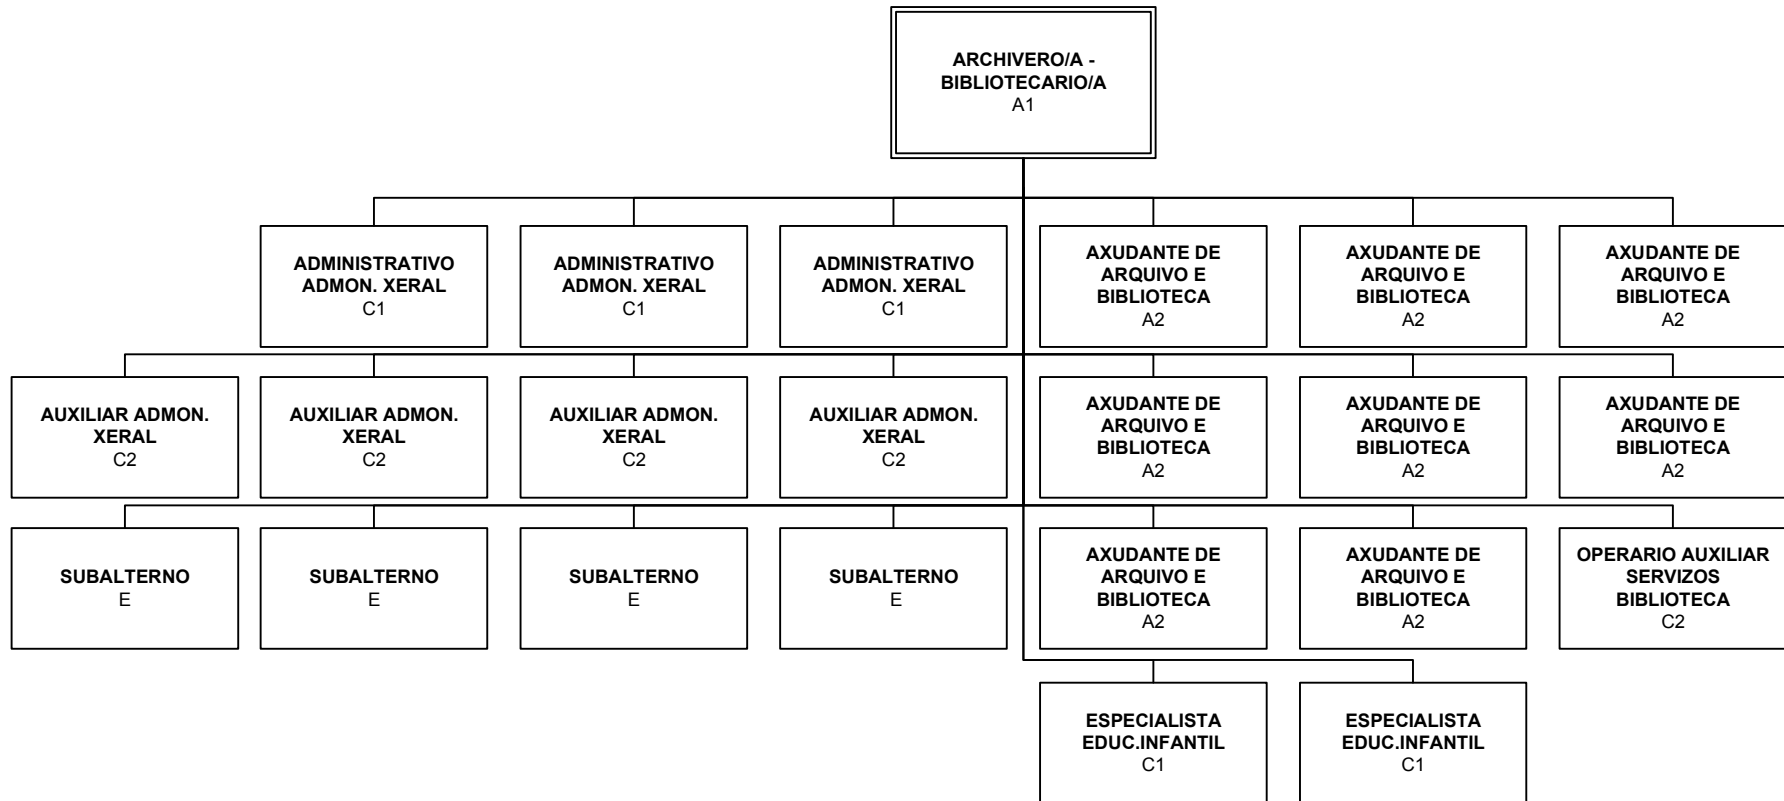 ARCHIVERO/A -
BIBLIOTECARIO/A
A1
ADMINISTRATIVO
ADMON. XERAL
C1
ADMINISTRATIVO
ADMON. XERAL
C1
ADMINISTRATIVO
ADMON. XERAL
C1
AXUDANTE DE
ARQUIVO E
BIBLIOTECA
A2
AXUDANTE DE
ARQUIVO E
BIBLIOTECA
A2
AXUDANTE DE
ARQUIVO E
BIBLIOTECA
A2
AUXILIAR ADMON.
XERAL
C2
AUXILIAR ADMON.
XERAL
C2
AUXILIAR ADMON.
XERAL
C2
AUXILIAR ADMON.
XERAL
C2
AXUDANTE DE
ARQUIVO E
BIBLIOTECA
A2
AXUDANTE DE
ARQUIVO E
BIBLIOTECA
A2
AXUDANTE DE
ARQUIVO E
BIBLIOTECA
A2
SUBALTERNO
E
SUBALTERNO
E
SUBALTERNO
E
SUBALTERNO
E
AXUDANTE DE
ARQUIVO E
BIBLIOTECA
A2
AXUDANTE DE
ARQUIVO E
BIBLIOTECA
A2
OPERARIO AUXILIAR
SERVIZOS
BIBLIOTECA
C2
ESPECIALISTA
EDUC.INFANTIL
C1
ESPECIALISTA
EDUC.INFANTIL
C1